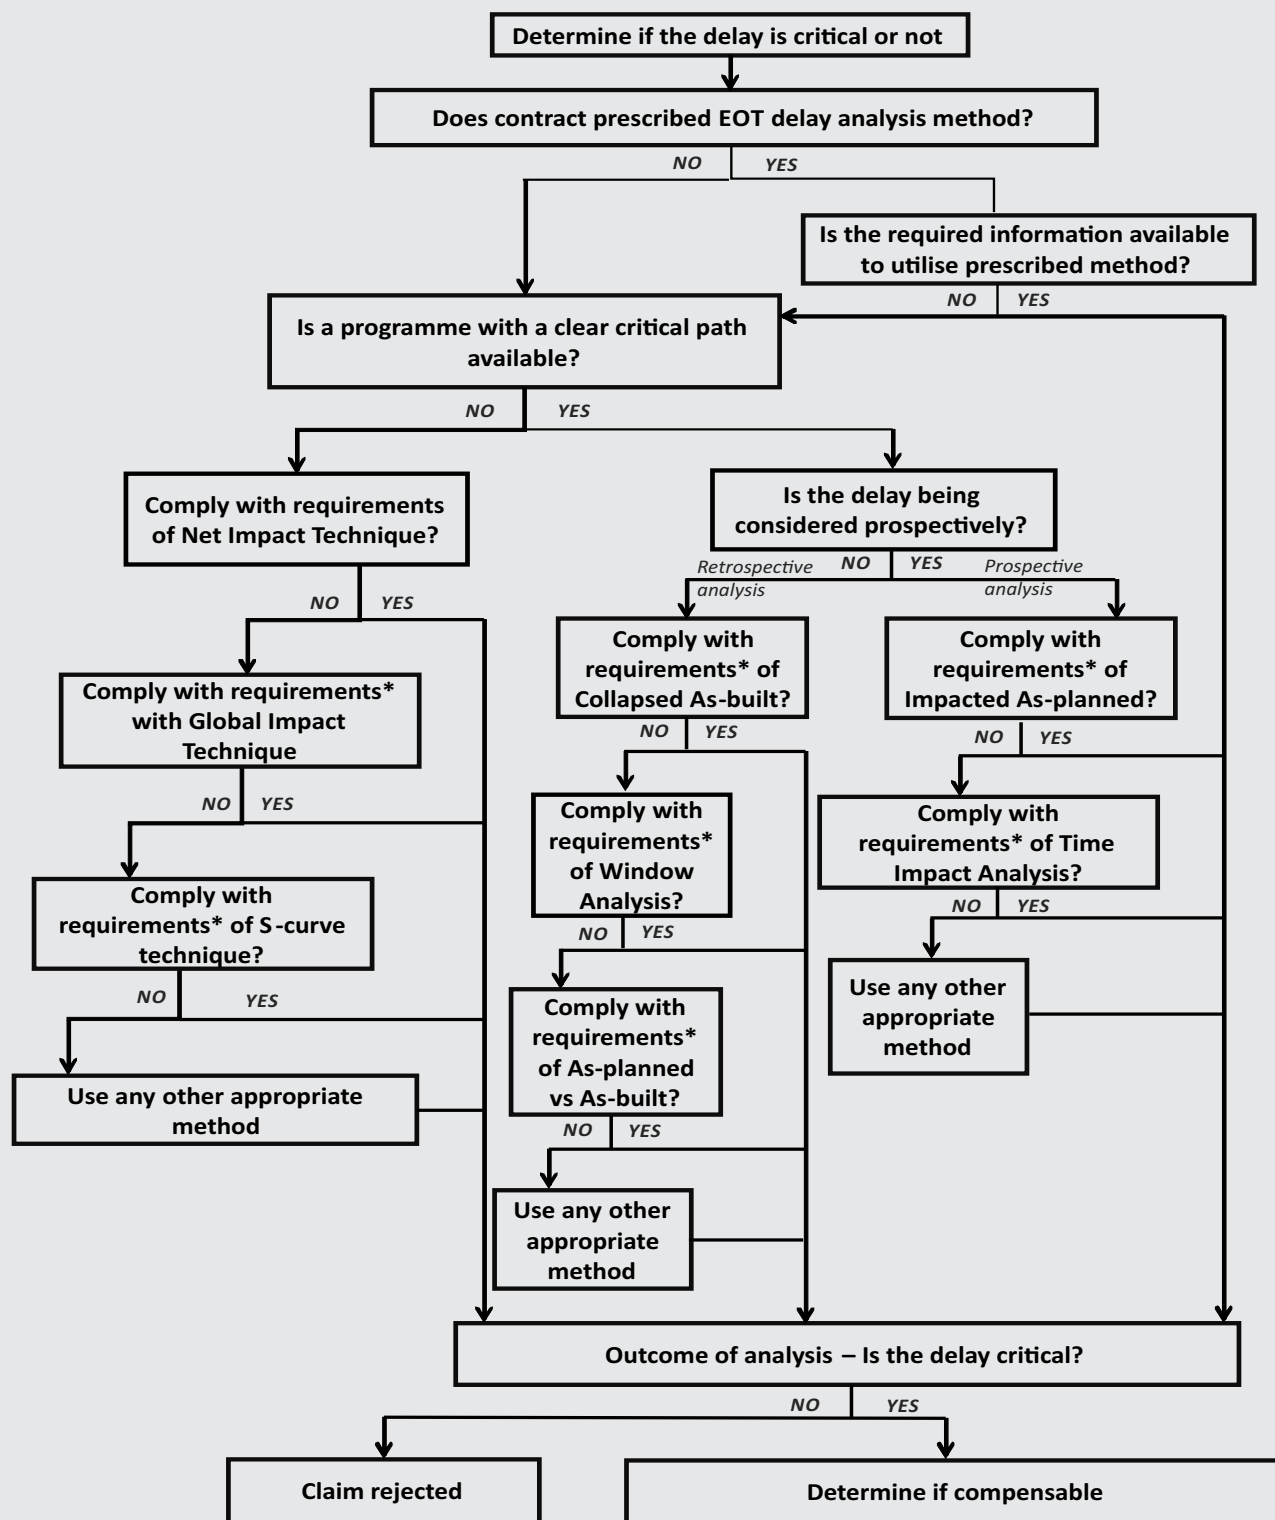 Determine if the delay is critical or not
Does contract prescribed EOT delay analysis method?
NO YES
Is the required information available
to utilise prescribed method?
NO YES
Is a programme with a clear critical path
available?
NO YES
Comply with requirements
of Net Impact Technique?
NO YES
Is the delay being
considered prospectively?
NO YES
Retrospective
analysis
Prospective
analysis
Comply with requirements*
with Global Impact
Technique
NO YES
Comply with
requirements* of S-curve
technique?
NO YES
Use any other appropriate
method
Comply with
requirements* of
Collapsed As-built?
NO YES
Comply with
requirements*
of Window
Analysis?
NO YES
Comply with
requirements*
of As-planned
vs As-built?
NO YES
Use any other
appropriate
method
Comply with
requirements* of
Impacted As-planned?
NO YES
Comply with
requirements* of Time
Impact Analysis?
NO YES
Use any other
appropriate
method
Outcome of analysis – Is the delay critical?
NO YES
Claim rejected
Determine if compensable